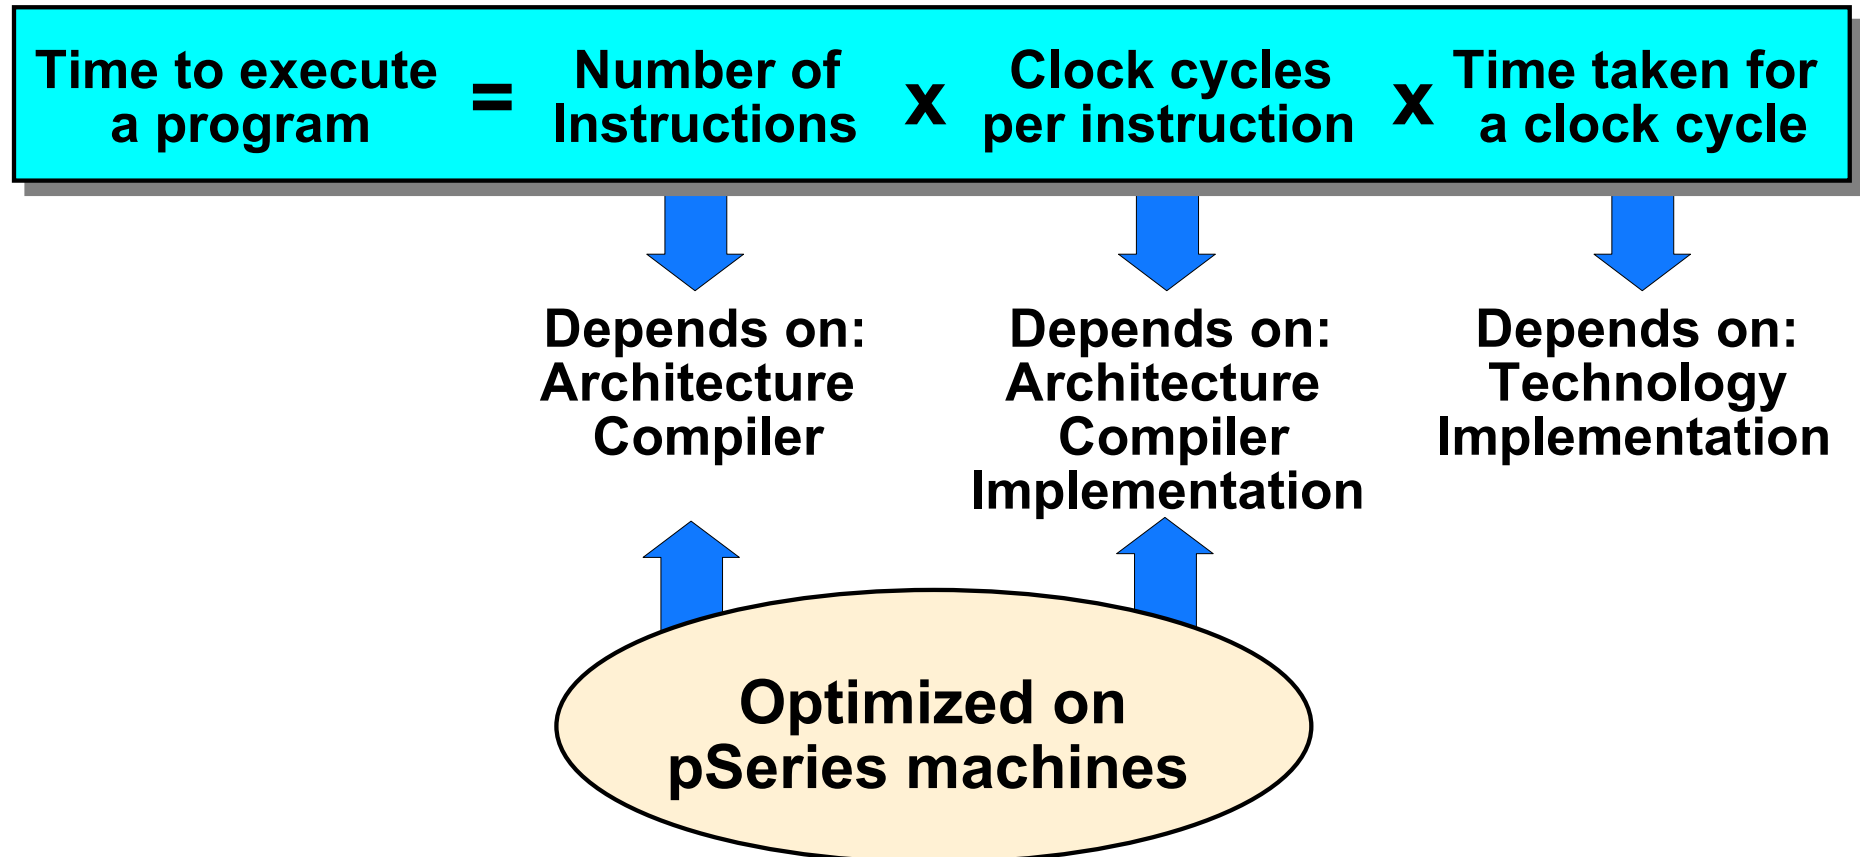 Time to execute
a program
=
Number of
Instructions
x
Clock cycles
per instruction
x
Time taken for
a clock cycle
Depends on:
Architecture
Compiler
Depends on:
Architecture
Compiler
Implementation
Depends on:
Technology
Implementation
Optimized on
pSeries machines